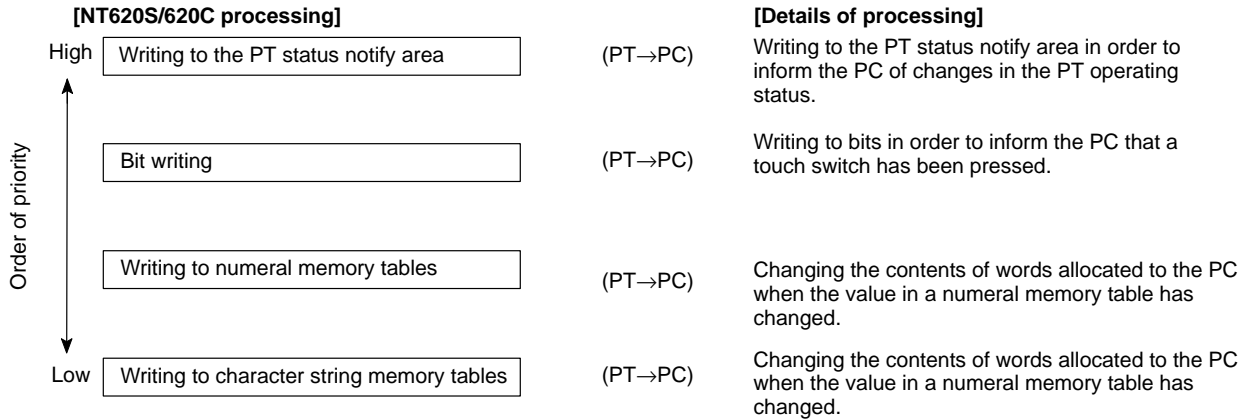 [NT620S/620C processing]
[Details of processing]
High
Writing to the PT status notify area
(PT→PC)
Writing to the PT status notify area in order to
inform the PC of changes in the PT operating
status.
Order of priority
Bit writing
(PT→PC)
Writing to bits in order to inform the PC that a
touch switch has been pressed.
Writing to numeral memory tables
(PT→PC)
Changing the contents of words allocated to the PC
when the value in a numeral memory table has
changed.
Low
Writing to character string memory tables
(PT→PC)
Changing the contents of words allocated to the PC
when the value in a numeral memory table has
changed.